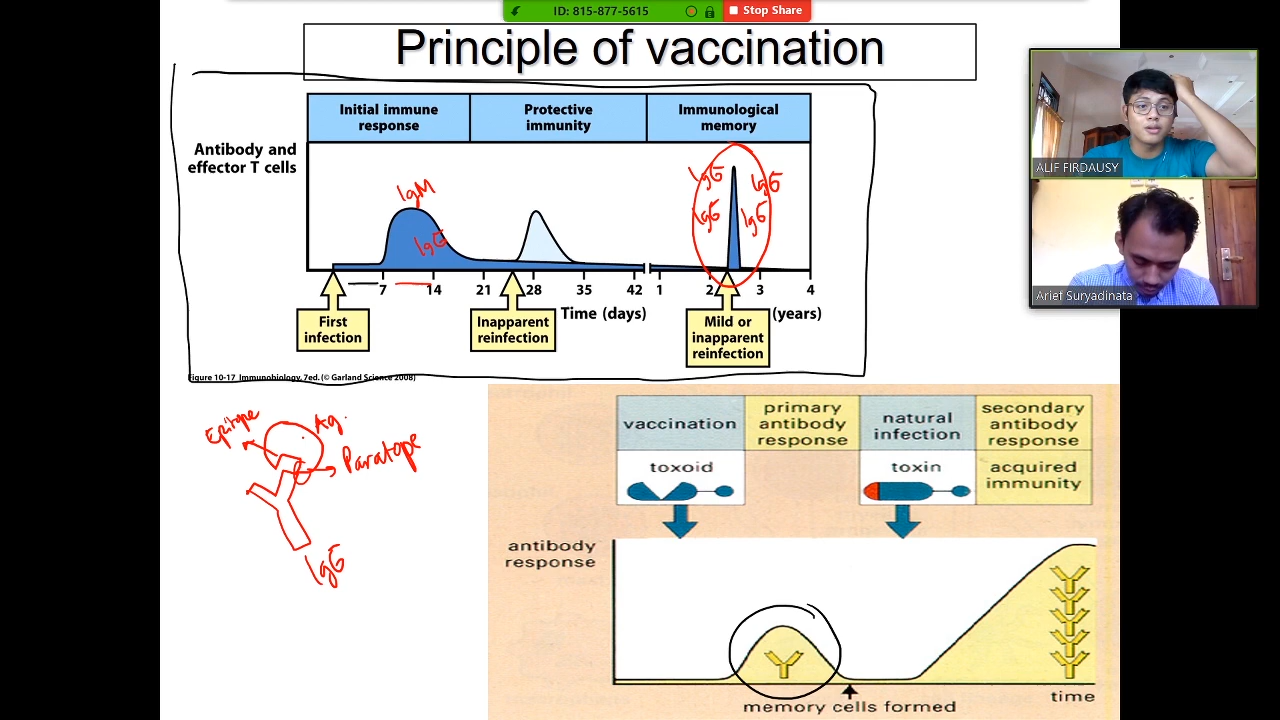 ID: 815-877-5615
Stop Share
Principle of vaccination
Initial immune
response
Protective
immunity
Immunological
memory
Antibody and
effector T cells
IgM
IgG
IgG
IgG
IgG
IgG
7
14
21
28
35
42
1
2
3
4
Time (days)
(years)
First
infection
Inapparent
reinfection
Mild or
inapparent
reinfection
Figure 10-17 Immunobiology, 7ed. (© Garland Science 2008)
ALIF FIRDAUSY
Arief Suryadinata
Epitope
Ag.
Paratope
IgG
vaccination
primary
antibody
response
natural
infection
secondary
antibody
response
toxoid
toxin
acquired
immunity
antibody
response
memory cells formed
time